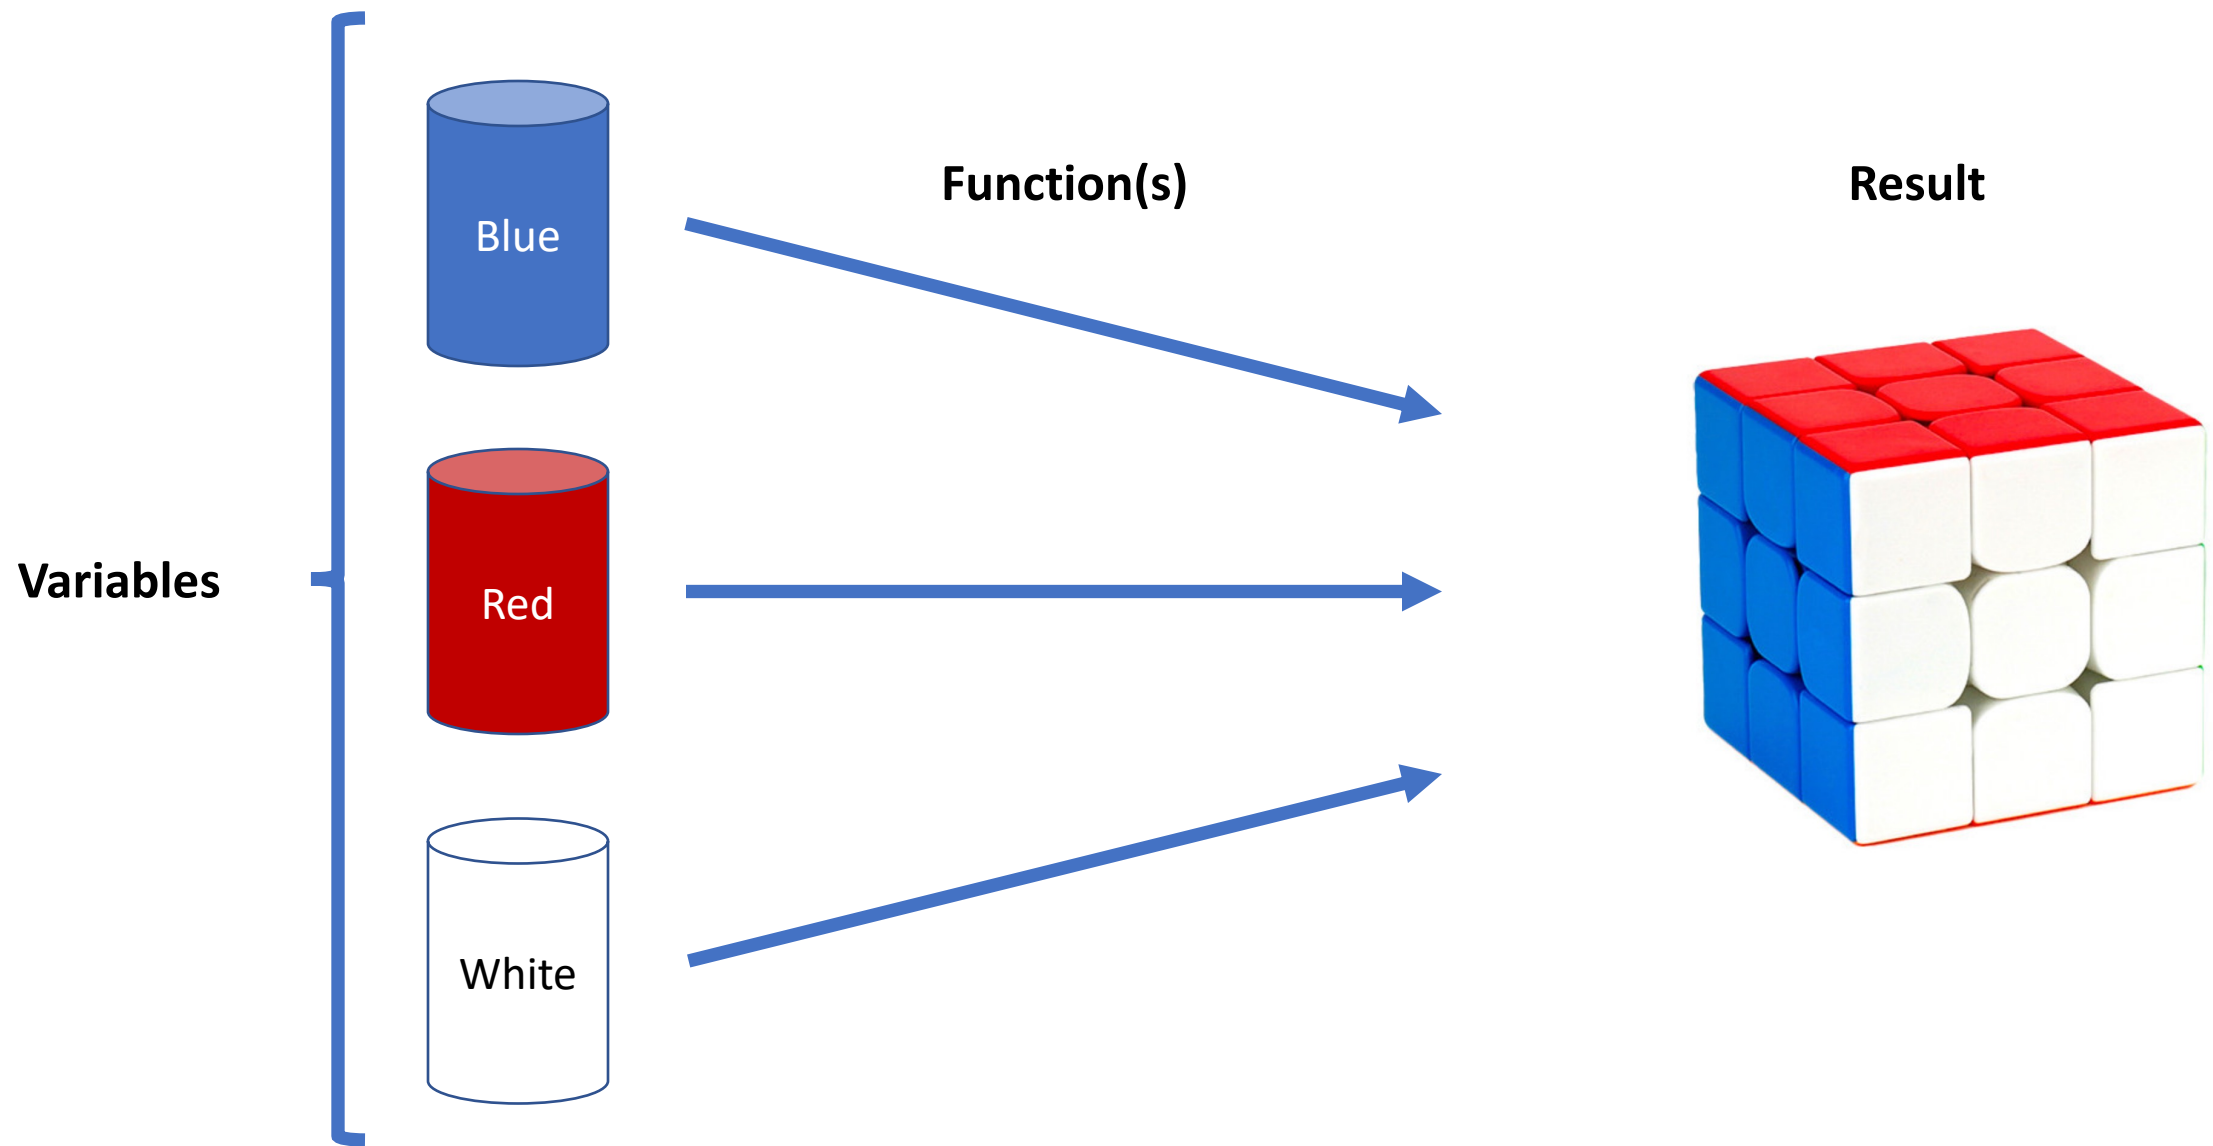 Variables
Blue
Red
White
Function(s)
Result